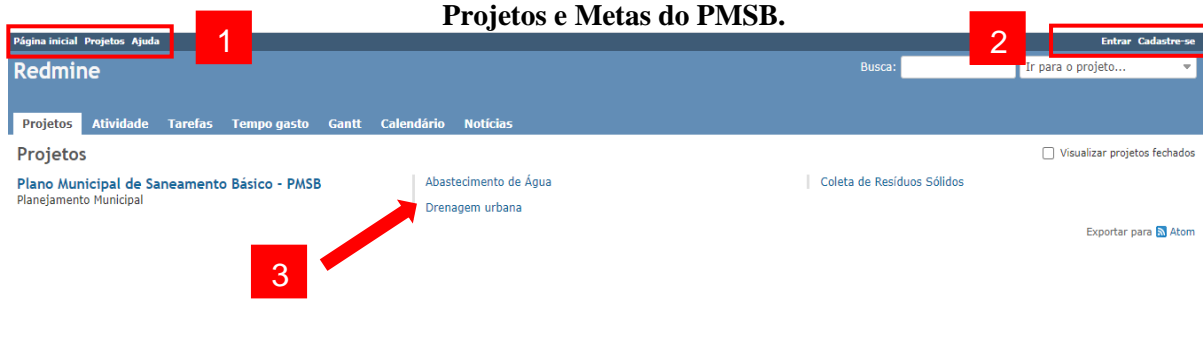 Projetos e Metas do PMSB.
Página inicial Projetos Ajuda
1
2
Entrar Cadastre-se
Redmine
Busca:
Ir para o projeto...
Projetos Atividade Tarefas Tempo gasto Gantt Calendário Notícias
Projetos
Visualizar projetos fechados
Plano Municipal de Saneamento Básico - PMSB
Planejamento Municipal
Abastecimento de Água
Drenagem urbana
Coleta de Resíduos Sólidos
Exportar para Atom
3